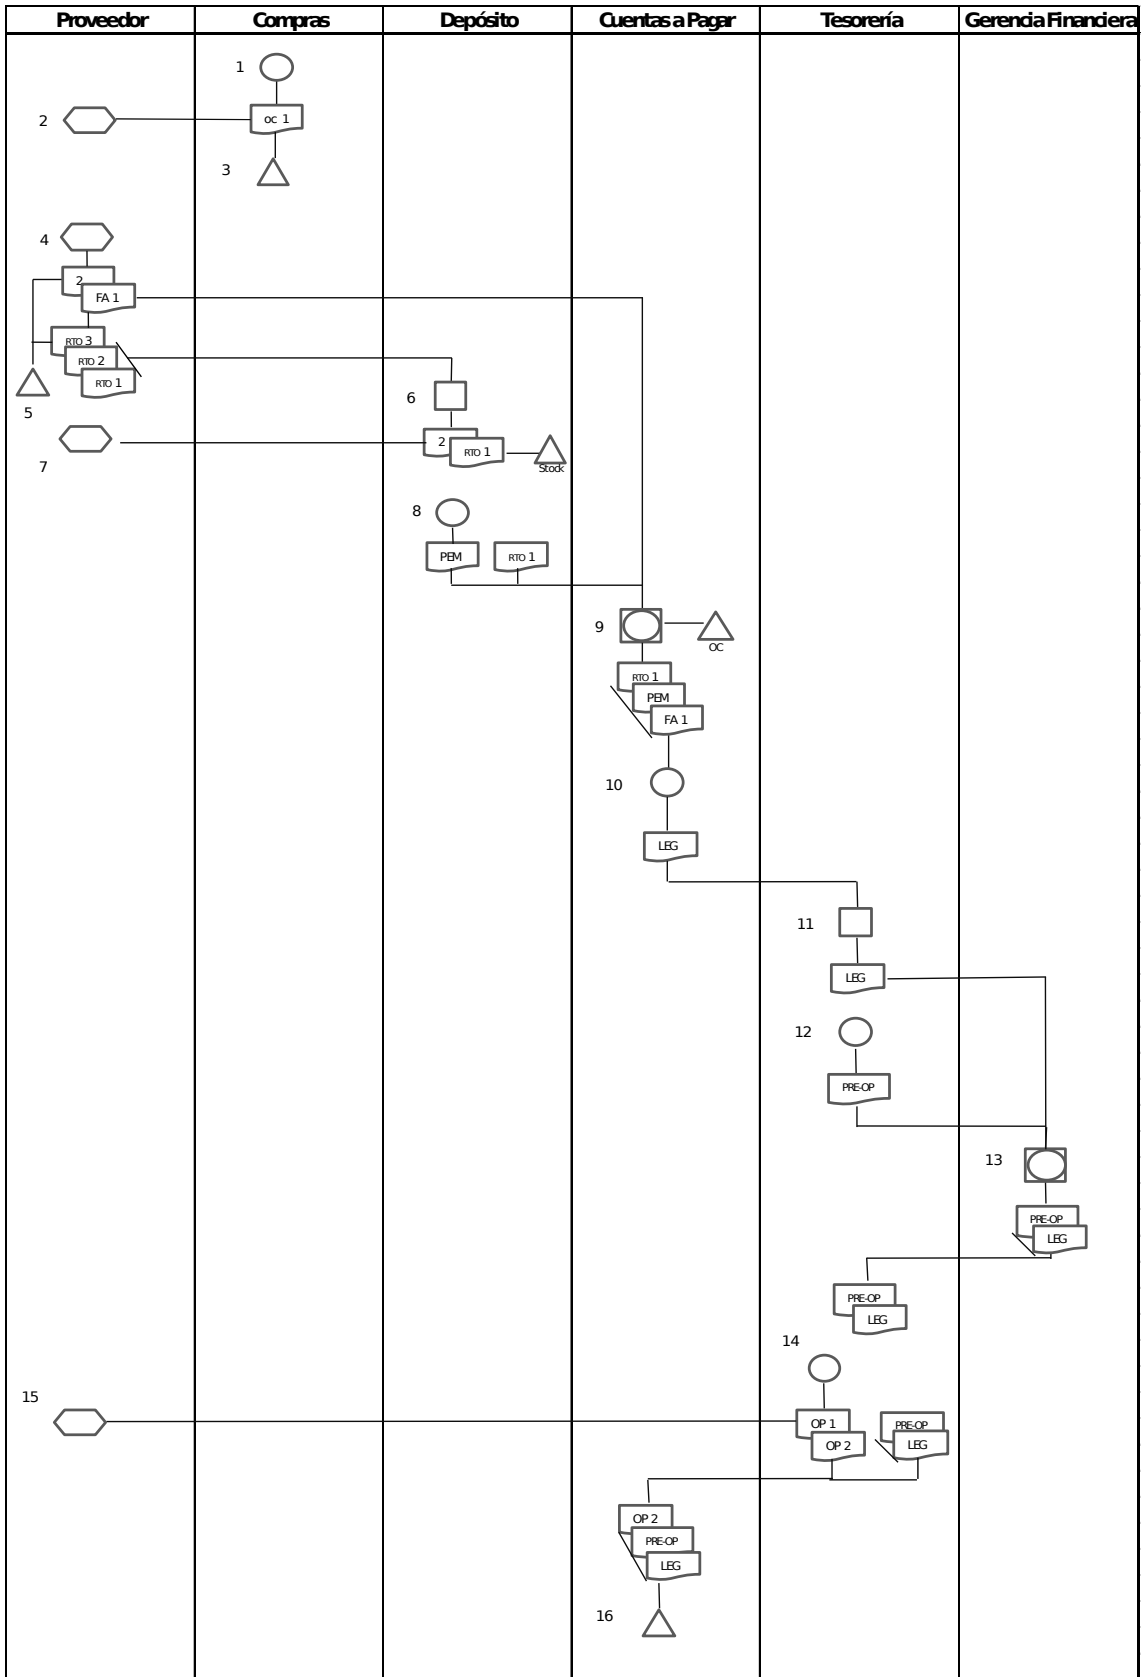 Proveedor Compras Depósito Cuentas a Pagar Tesorería Gerencia Financiera
1
2 oc 1
3
4
2
FA 1
RTO 3
RTO 2
RTO 1
5
6
7
2
RTO 1
Stock
8
PEM RTO 1
9
OC
RTO 1
PEM
FA 1
10
LEG
11
LEG
12
PRE-OP
13
PRE-OP
LEG
PRE-OP
LEG
14
15
OP 1 PRE-OP
OP 2 LEG
OP 2
PRE-OP
LEG
16